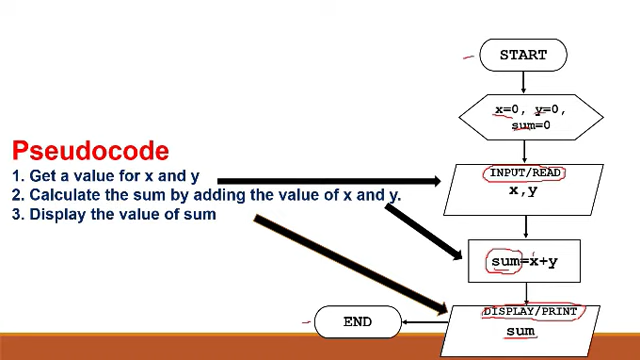 START
x=0, y=0,
sum=0
Pseudocode
1. Get a value for x and y
2. Calculate the sum by adding the value of x and y.
3. Display the value of sum
INPUT/READ
x,y
sum=x+y
DISPLAY/PRINT
sum
END